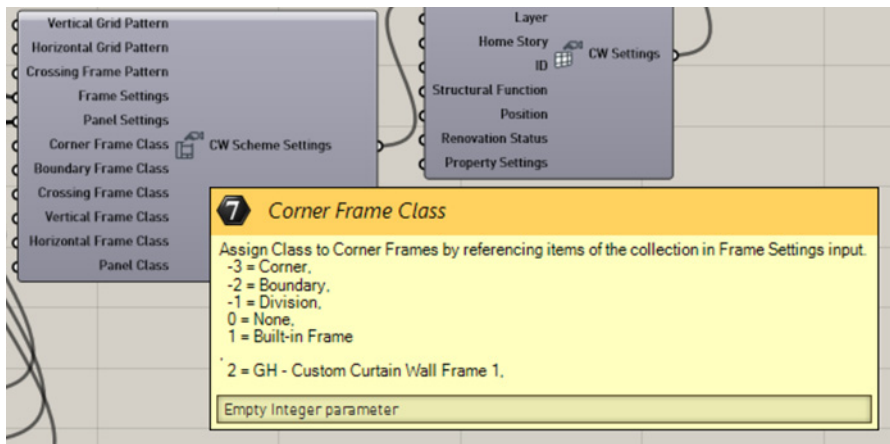 Vertical Grid Pattern
Horizontal Grid Pattern
Crossing Frame Pattern
Frame Settings
Panel Settings
Corner Frame Class
Boundary Frame Class
Crossing Frame Class
Vertical Frame Class
Horizontal Frame Class
Panel Class
CW Scheme Settings
Layer
Home Story
ID
Structural Function
Position
Renovation Status
Property Settings
CW Settings
7 Corner Frame Class
Assign Class to Corner Frames by referencing items of the collection in Frame Settings input.
-3 = Corner,
-2 = Boundary,
-1 = Division,
0 = None,
1 = Built-in Frame
,
2 = GH - Custom Curtain Wall Frame 1,
Empty Integer parameter